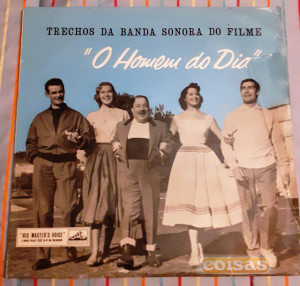 TRECHOS DA BANDA SONORA DO FILME
"O Homem do Dia"
"HIS MASTER'S VOICE"
coisas